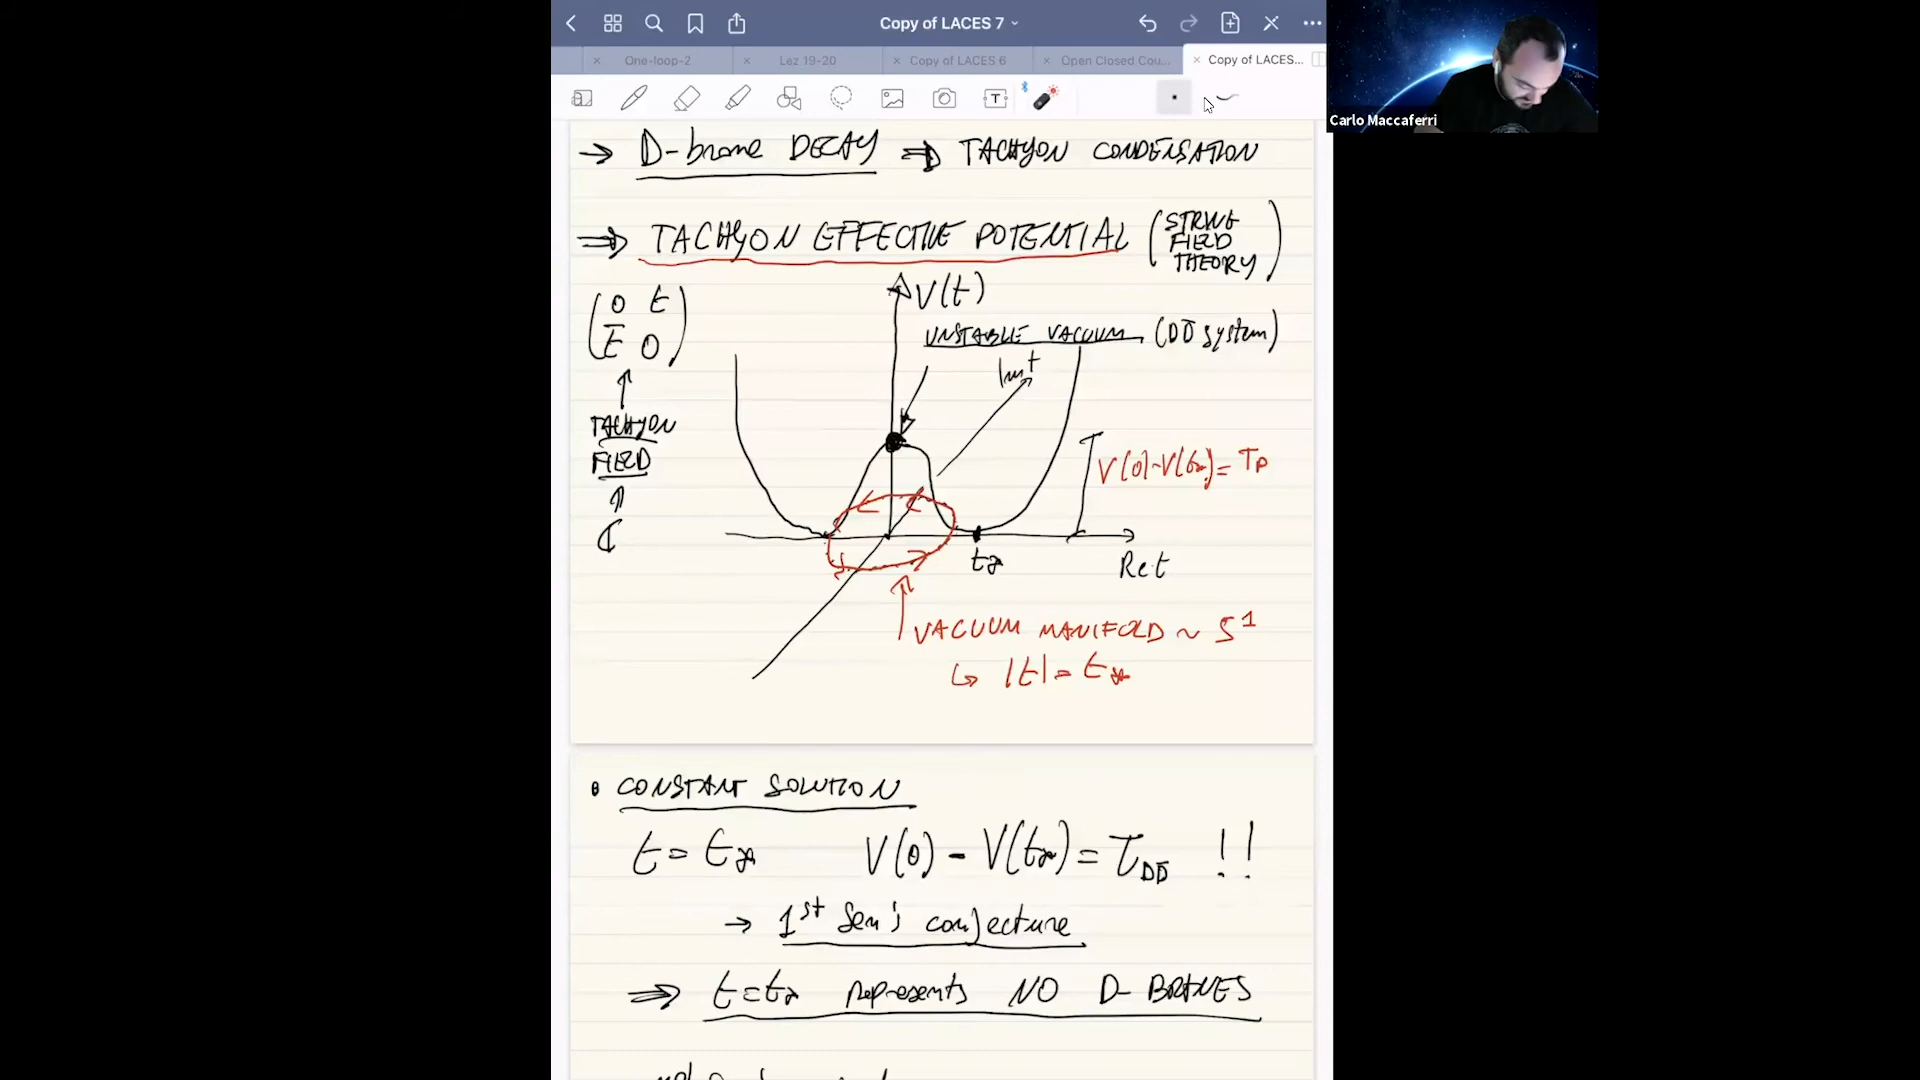 Copy of LACES 7
One-loop-2
Lez 19-20
Copy of LACES 6
Open Closed Cou...
Copy of LACES...
T
Carlo Maccaferri
→ D-brane DECAY ⇒ TACHYON CONDENSATION
⇒ TACHYON EFFECTIVE POTENTIAL (STRING FIELD THEORY)
V(t)
(0 t
t̄ 0)
UNSTABLE VACUUM (DD̄ system)
Im t
↑
TACHYON
FIELD
↑
ℂ
V(0)-V(t*) = Tp
t*
Re t
VACUUM MANIFOLD ~ S¹
↳ |t| = t*
• CONSTANT SOLUTION
t = t* V(0) - V(t*) = T_DD̄ !!
→ 1st Sen's conjecture
⇒ t=t* represents NO D-BRANES